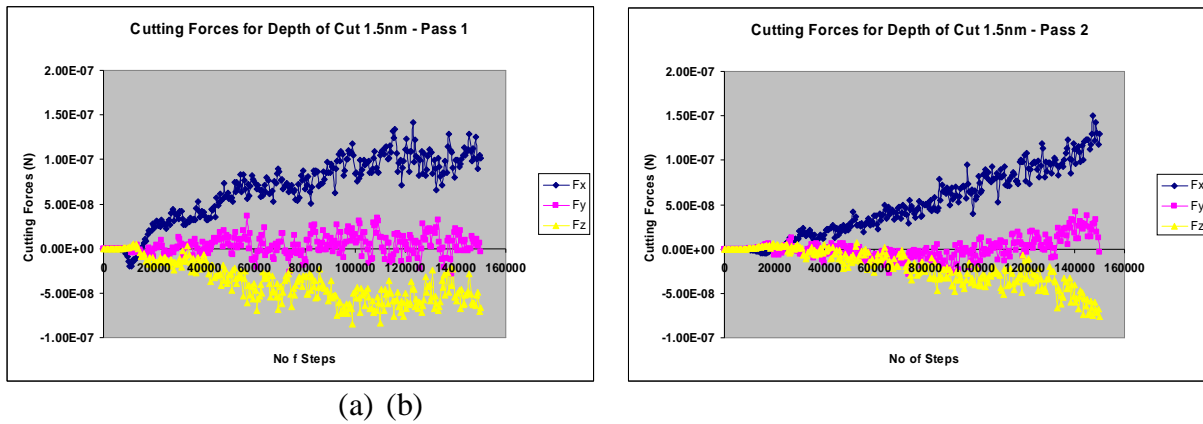 Cutting Forces for Depth of Cut 1.5nm - Pass 1
2.00E-07
1.50E-07
1.00E-07
5.00E-08
0.00E+00
-5.00E-08
-1.00E-07
Cutting Forces (N)
0 20000 40000 60000 80000 100000 120000 140000 160000
No f Steps
Fx
Fy
Fz
Cutting Forces for Depth of Cut 1.5nm - Pass 2
2.00E-07
1.50E-07
1.00E-07
5.00E-08
0.00E+00
-5.00E-08
-1.00E-07
Cutting Forces (N)
0 20000 40000 60000 80000 100000 120000 140000 160000
No of Steps
Fx
Fy
Fz
(a) (b)